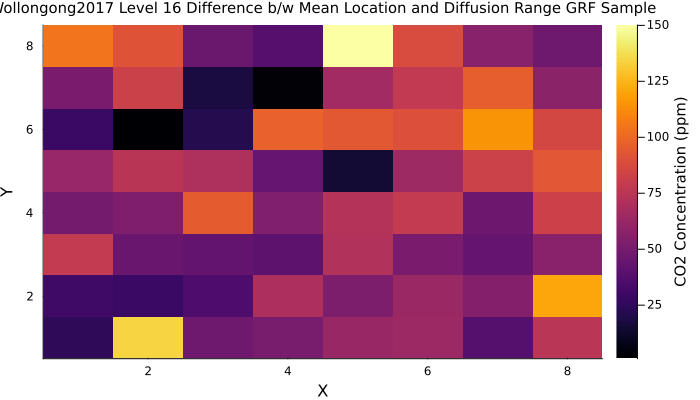 Wollongong2017 Level 16 Difference b/w Mean Location and Diffusion Range GRF Sample
8
6
4
2
Y
2 4 6 8
X
150
125
100
75
50
25
CO2 Concentration (ppm)